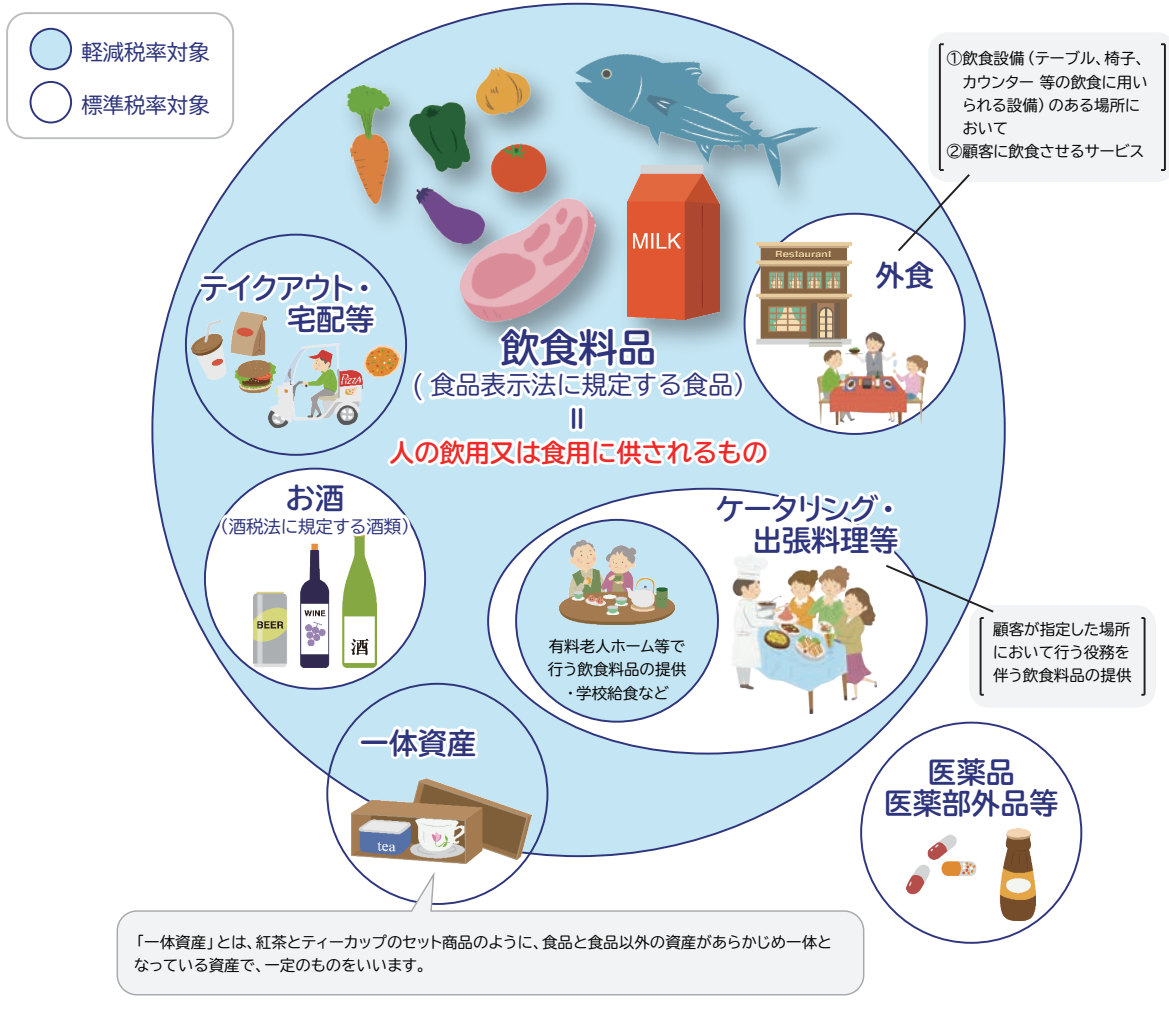 軽減税率対象
標準税率対象
①飲食設備(テーブル、椅子、
カウンター 等の飲食に用い
られる設備)のある場所に
おいて
②顧客に飲食させるサービス
MILK
Restaurant
外食
テイクアウト・
宅配等
PIZZA
飲食料品
(食品表示法に規定する食品)
＝
人の飲用又は食用に供されるもの
お酒
(酒税法に規定する酒類)
BEER
WINE
酒
ケータリング・
出張料理等
有料老人ホーム等で
行う飲食料品の提供
・学校給食など
顧客が指定した場所
において行う役務を
伴う飲食料品の提供
一体資産
tea
医薬品
医薬部外品等
「一体資産」とは、紅茶とティーカップのセット商品のように、食品と食品以外の資産があらかじめ一体と
なっている資産で、一定のものをいいます。